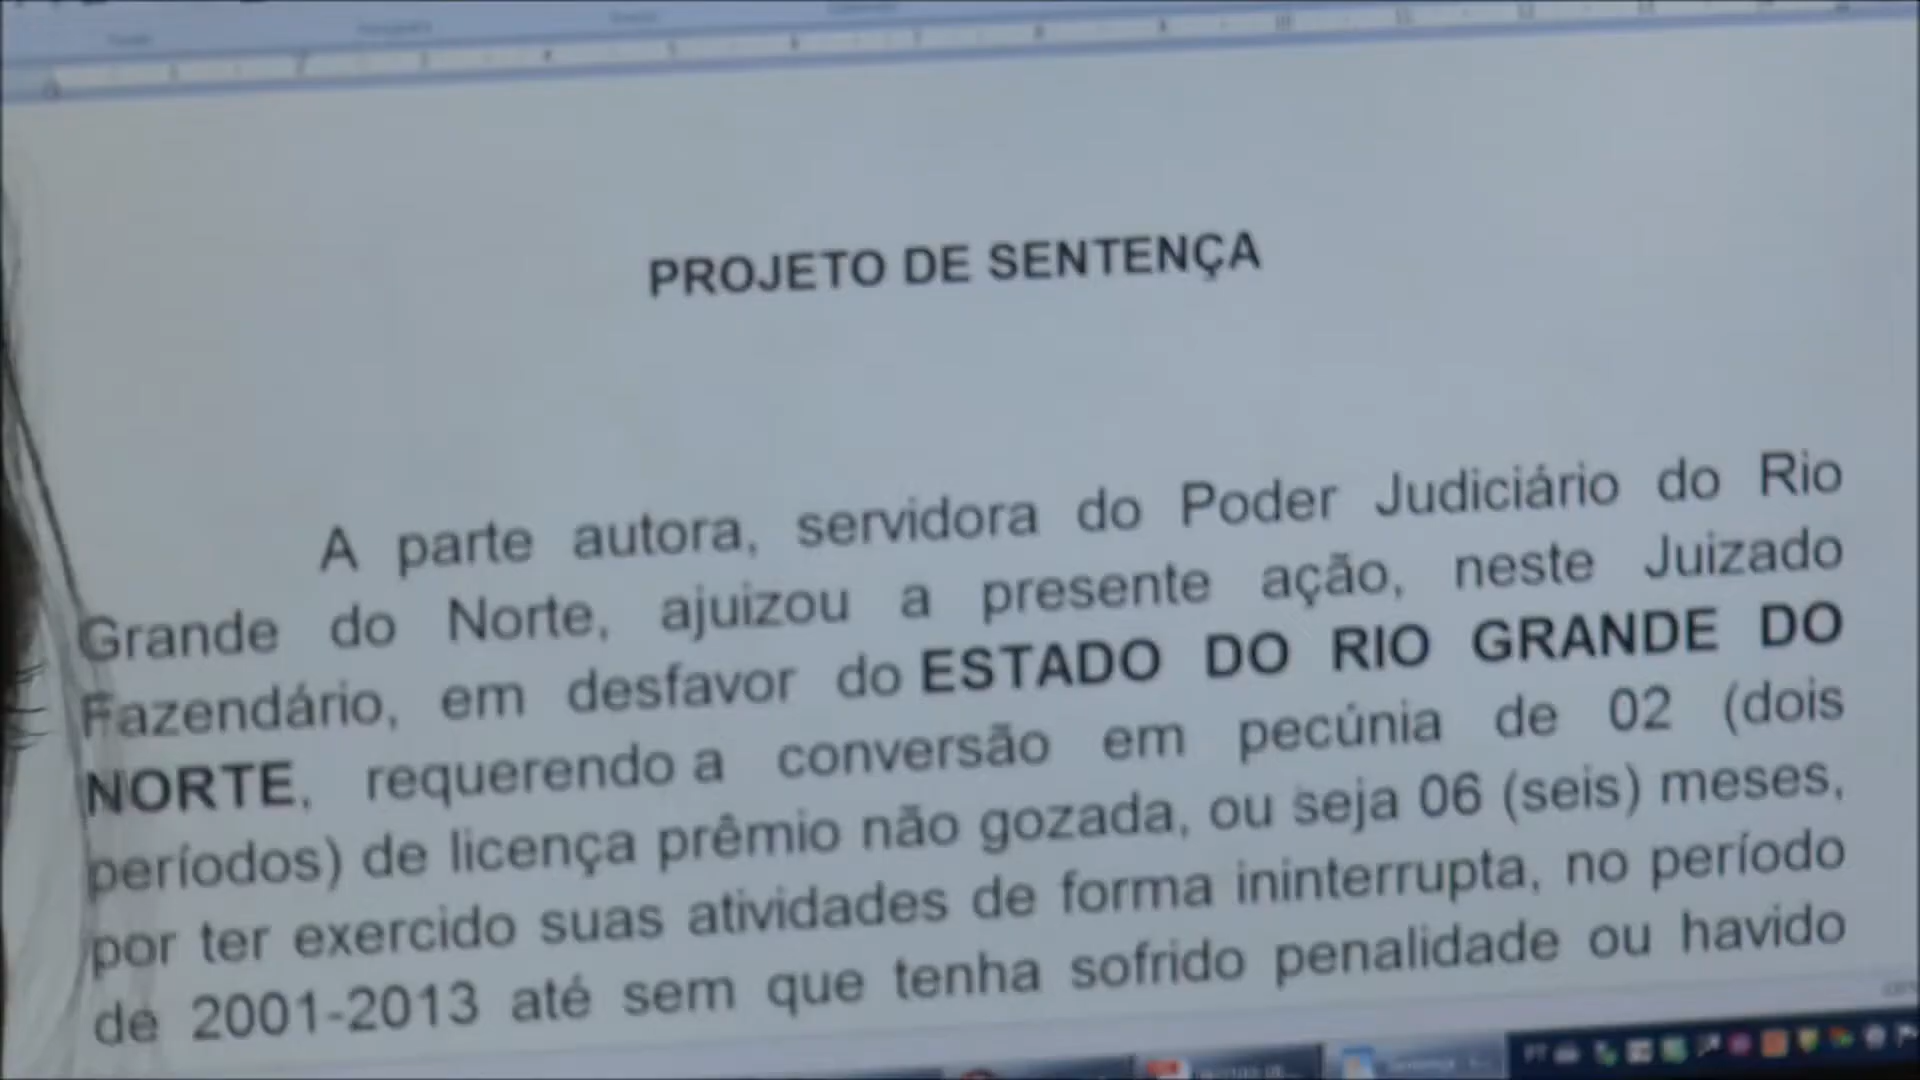 PROJETO DE SENTENÇA
A parte autora, servidora do Poder Judiciário do Rio
Grande do Norte, ajuizou a presente ação, neste Juizado
Fazendário, em desfavor do ESTADO DO RIO GRANDE DO
NORTE, requerendo a conversão em pecúnia de 02 (dois
períodos) de licença prêmio não gozada, ou seja 06 (seis) meses,
por ter exercido suas atividades de forma ininterrupta, no período
de 2001-2013 até sem que tenha sofrido penalidade ou havido
PT